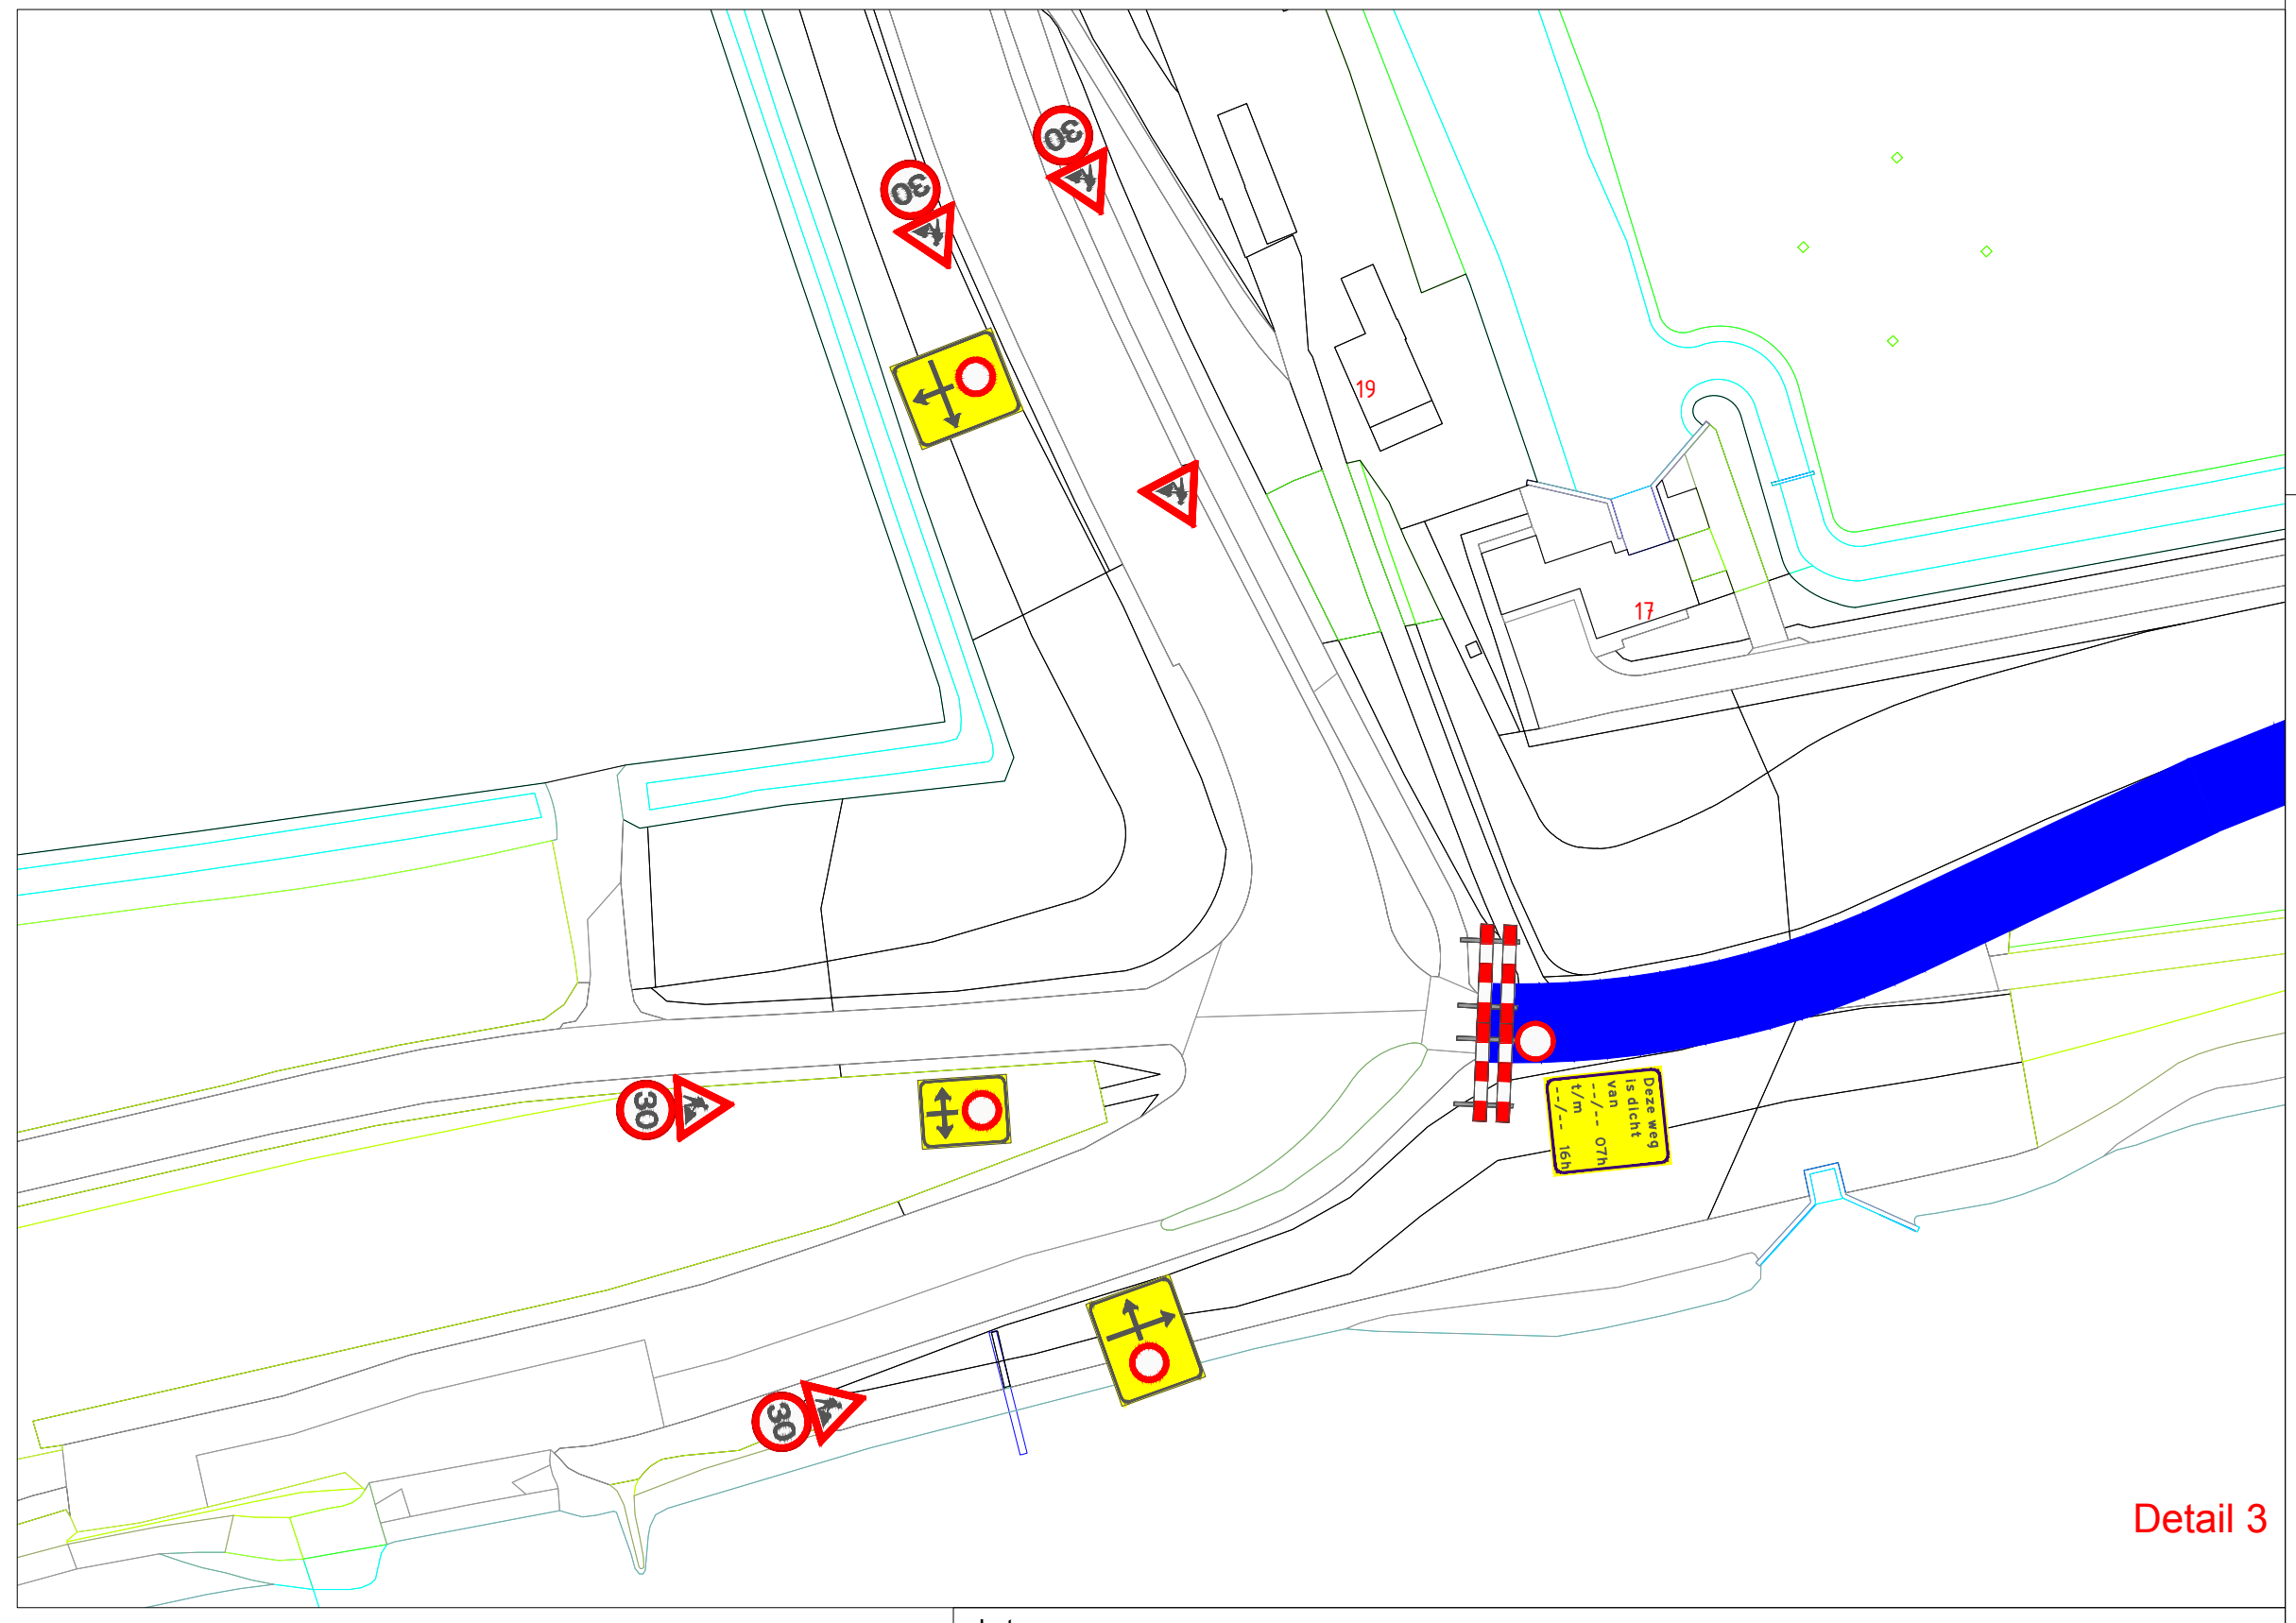 30
30
19
17
30
Deze weg
is dicht
van
--/-- 07h
t/m
--/-- 16h
30
Detail 3